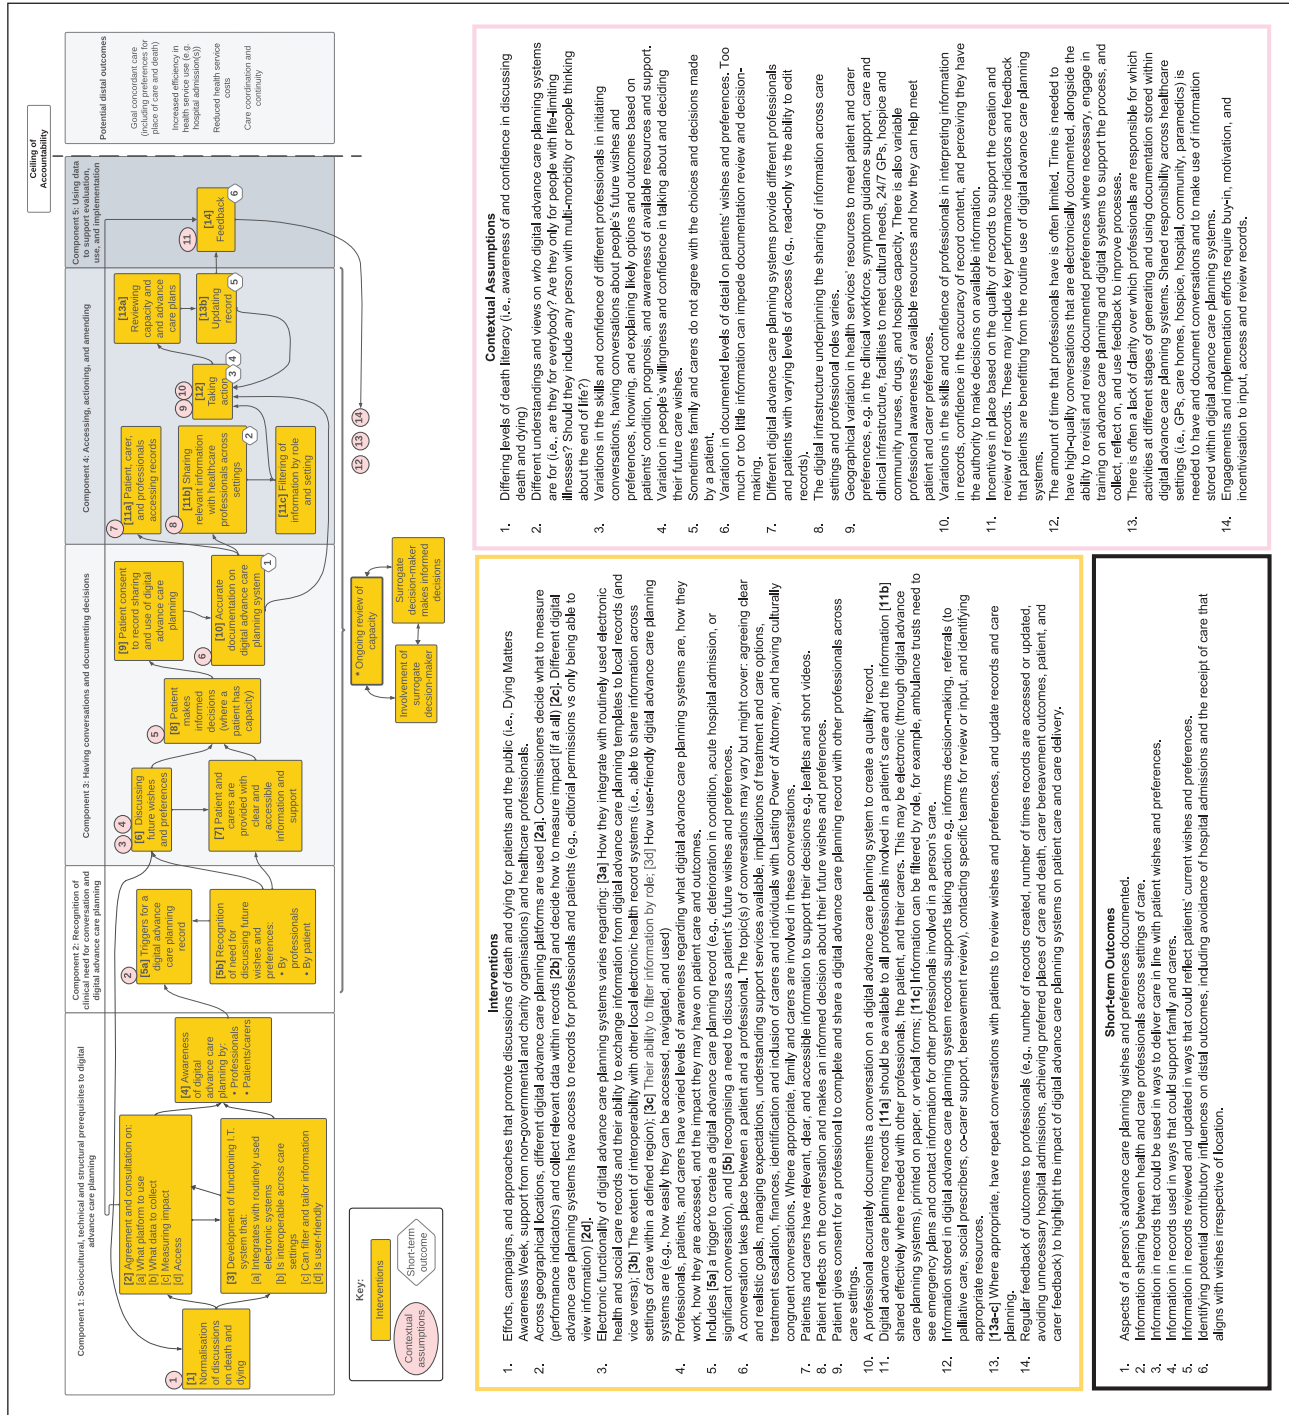 Ceiling of
Accountability
Component 1: Sociocultural, technical and structural prerequisites to digital
advance care planning
Component 2: Recognition of
clinical need for conversation and
digital advance care planning
Component 3: Having conversations and documenting decisions
Component 4: Accessing, actioning, and amending
Component 5: Using data
to support evaluation,
use, and implementation
Potential distal outcomes
Goal concordant care
(including preferences for
place of care and death)
Increased efficiency in
health service use (e.g.
hospital admission(s))
Reduced health service
costs
Care coordination and
continuity
1
[1]
Normalisation
of discussions
on death and
dying
[2] Agreement and consultation on:
[a] What platform to use
[b] What data to collect
[c] Measuring impact
[d] Access
[3] Development of functioning I.T.
system that:
[a] Integrates with routinely used
electronic systems
[b] Is interoperable across care
settings
[c] Can filter and tailor information
[d] Is user-friendly
[4] Awareness
of digital
advance care
planning by:
• Professionals
• Patients/carers
2
[5a] Triggers for a
digital advance
care planning
record
[5b] Recognition
of need for
discussing future
wishes and
preferences:
• By
professionals
• By patient
3
4
[6] Discussing
future wishes
and preferences
[7] Patient and
carers are
provided with
clear and
accessible
information and
support
5
[8] Patient
makes
informed
decisions
(where a
patient has
capacity)
[9] Patient consent
to record sharing
and use of digital
advance care
planning
6
[10] Accurate
documentation on
digital advance care
planning system
1
7
[11a] Patient, carer,
and professionals
accessing records
8
[11b] Sharing
relevant information
with healthcare
professionals across
settings
2
[11c] Filtering of
information by role
and setting
9
10
[12]
Taking
action
3
4
[13a]
Reviewing
capacity and
and advance
care plans
[13b]
Updating
record
5
11
[14]
Feedback
6
12
13
14
* Ongoing review of
capacity
Involvement of
surrogate
decsion-maker
Surrogate
decision-maker
makes informed
decisions
Key:
Interventions
Contextual
assumptions
Short-term
outcome
Interventions
1. Efforts, campaigns, and approaches that promote discussions of death and dying for patients and the public (i.e., Dying Matters
Awareness Week, support from non-governmental and charity organisations) and healthcare professionals.
2. Across geographical locations, different digital advance care planning platforms are used [2a]. Commissioners decide what to measure
(performance indicators) and collect relevant data within records [2b] and decide how to measure impact [if at all) [2c]. Different digital
advance care planning systems have access to records for professionals and patients (e.g., editorial permissions vs only being able to
view information) [2d].
3. Electronic functionality of digital advance care planning systems varies regarding: [3a] How they integrate with routinely used electronic
health and social care records and their ability to exchange information from digital advance care planning templates to local records (and
vice versa); [3b] The extent of interoperability with other local electronic health record systems (i.e., able to share information across
settings of care within a defined region); [3c] Their ability to filter information by role; [3d] How user-friendly digital advance care planning
systems are (e.g., how easily they can be accessed, navigated, and used)
4. Professionals, patients, and carers have varied levels of awareness regarding what digital advance care planning systems are, how they
work, how they are accessed, and the impact they may have on patient care and outcomes.
5. Includes [5a] a trigger to create a digital advance care planning record (e.g., deterioration in condition, acute hospital admission, or
significant conversation), and [5b] recognising a need to discuss a patient's future wishes and preferences.
6. A conversation takes place between a patient and a professional. The topic(s) of conversations may vary but might cover: agreeing clear
and realistic goals, managing expectations, understanding support services available, implications of treatment and care options,
treatment escalation, finances, identification and involvement of carers and individuals with Lasting Power of Attorney, and having culturally
congruent conversations. Where appropriate, family and carers are involved in these conversations.
7. Patients and carers have relevant, clear, and accessible information to support their decisions e.g. leaflets and short videos.
8. Patient reflects on the conversation and makes an informed decision about their future wishes and preferences.
9. Patient gives consent for a professional to complete and share a digital advance care planning record with other professionals across
care settings.
10. A professional accurately documents a conversation on a digital advance care planning system to create a quality record.
11. Digital advance care planning records [11a] should be available to all professionals involved in a patient's care and the information [11b]
shared effectively where needed with other professionals, the patient, and their carers. This may be electronic (through digital advance
care planning systems), printed on paper, or verbal forms; [11c] Information can be filtered by role, for example, ambulance trusts need to
see emergency plans and contact information for other professionals involved in a person's care.
12. Information stored in digital advance care planning system records supports taking action e.g, informs decision-making, referrals (to
palliative care, social prescribers, co-carer support, bereavement review), contacting specific teams for review or input, and identifying
appropriate resources.
13. [13a-c] Where appropriate, have repeat conversations with patients to review wishes and preferences, and update records and care
planning.
14. Regular feedback of outcomes to professionals (e.g., number of records created, number of times records are accessed or updated,
avoiding unnecessary hospital admissions, achieving preferred places of care and death, carer bereavement outcomes, patient, and
carer feedback) to highlight the impact of digital advance care planning systems on patient care and care delivery.
Short-term Outcomes
1. Aspects of a person's advance care planning wishes and preferences documented.
2. Information sharing between health and care professionals across settings of care.
3. Information in records that could be used in ways to deliver care in line with patient wishes and preferences.
4. Information in records used in ways that could support family and carers.
5. Information in records reviewed and updated in ways that could reflect patients' current wishes and preferences.
6. Identifying potential contributory influences on distal outcomes, including avoidance of hospital admissions and the receipt of care that
aligns with wishes irrespective of location.
Contextual Assumptions
1. Differing levels of death literacy (i.e., awareness of and confidence in discussing
death and dying)
2. Different understandings and views on who digital advance care planning systems
are for (i.e., are they for everybody? Are they only for people with life-limiting
illnesses? Should they include any person with multi-morbidity or people thinking
about the end of life?)
3. Variations in the skills and confidence of different professionals in initiating
conversations, having conversations about people's future wishes and
preferences, knowing, and explaining likely options and outcomes based on
patients' condition, prognosis, and awareness of available resources and support.
4. Variation in people's willingness and confidence in talking about and deciding
their future care wishes.
5. Sometimes family and carers do not agree with the choices and decisions made
by a patient.
6. Variation in documented levels of detail on patients' wishes and preferences. Too
much or too little information can impede documentation review and decision-
making.
7. Different digital advance care planning systems provide different professionals
and patients with varying levels of access (e.g., read-only vs the ability to edit
records).
8. The digital infrastructure underpinning the sharing of information across care
settings and professional roles varies.
9. Geographical variation in health services' resources to meet patient and carer
preferences, e.g. in the clinical workforce, symptom guidance support, care and
clinical infrastructure, facilities to meet cultural needs, 24/7 GPs, hospice and
community nurses, drugs, and hospice capacity. There is also variable
awareness of available resources and how they can help meet
patient and carer preferences.
10. Variation in the skills and confidence of professionals in interpreting information
in records, confidence in the accuracy of record content, and perceiving they have
the authority to make decisions on available information.
11. Incentives in place based on the quality of records to support the creation and
review of records. These may include key performance indicators and feedback
that patients are benefitting from the routine use of digital advance care planning
systems.
12. The amount of time that professionals have is often limited. Time is needed to
have high-quality conversations that are electronically documented, alongside the
ability to revisit and revise documented preferences where necessary, engage in
training on advance care planning and digital systems to support the process, and
collect, reflect on, and use feedback to improve processes.
13. There is often a lack of clarity over which professionals are responsible for which
activities at different stages of generating and using documentation stored within
digital advance care planning systems. Shared responsibility across healthcare
settings (i.e., GPs, care homes, hospice, hospital, community, paramedics) is
needed to have and document conversations and to make use of information
stored within digital advance care planning systems.
14. Engagements and implementation efforts require buy-in, motivation, and
incentivisation to input, access and review records.